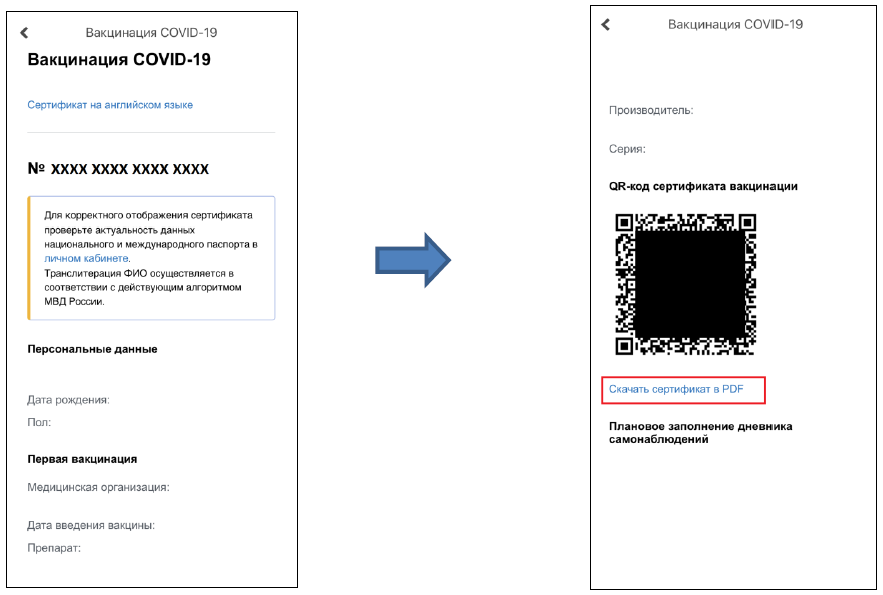 Вакцинация COVID-19
Вакцинация COVID-19
Сертификат на английском языке
№ XXXX XXXX XXXX XXXX
Для корректного отображения сертификата
проверьте актуальность данных
национального и международного паспорта в
личном кабинете.
Транслитерация ФИО осуществляется в
соответствии с действующим алгоритмом
МВД России.
Персональные данные
Дата рождения:
Пол:
Первая вакцинация
Медицинская организация:
Дата введения вакцины:
Препарат:
Вакцинация COVID-19
Производитель:
Серия:
QR-код сертификата вакцинации
Скачать сертификат в PDF
Плановое заполнение дневника
самонаблюдений